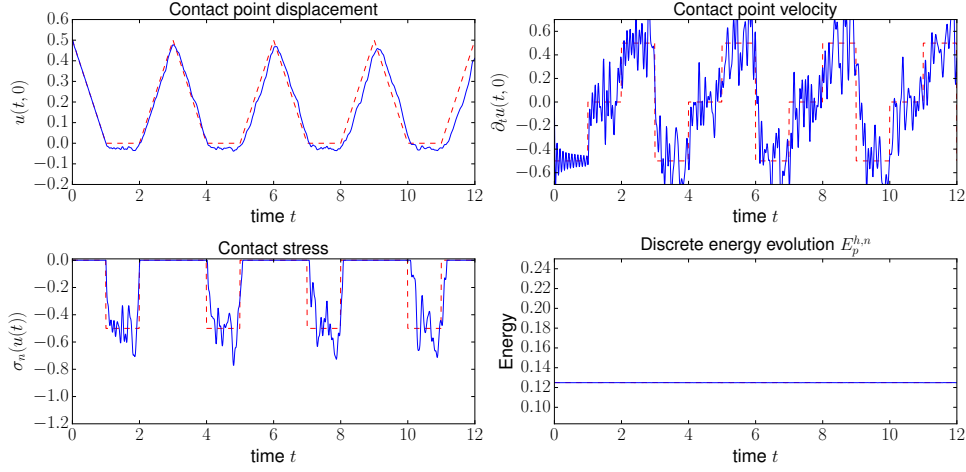 Contact point displacement
0.6
0.5
0.4
0.3
0.2
0.1
0.0
−0.1
0.2
u(t, 0)
0 2 4 6 8 10 12
time t
Contact point velocity
0.6
0.4
0.2
0.0
−0.2
−0.4
−0.6
∂ₜu(t, 0)
0 2 4 6 8 10 12
time t
Contact stress
0.0
−0.2
−0.4
−0.6
−0.8
−1.0
−1.2
σₙ(u(t))
0 2 4 6 8 10 12
time t
Discrete energy evolution Eₚʰ,ⁿ
0.24
0.22
0.20
0.18
0.16
0.14
0.12
0.10
Energy
0 2 4 6 8 10 12
time t